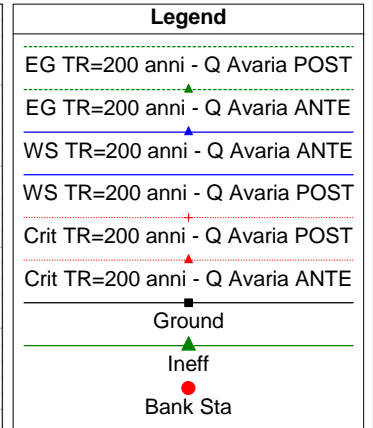 Legend
EG TR=200 anni - Q Avaria POST
EG TR=200 anni - Q Avaria ANTE
WS TR=200 anni - Q Avaria ANTE
WS TR=200 anni - Q Avaria POST
Crit TR=200 anni - Q Avaria POST
Crit TR=200 anni - Q Avaria ANTE
Ground
Ineff
Bank Sta